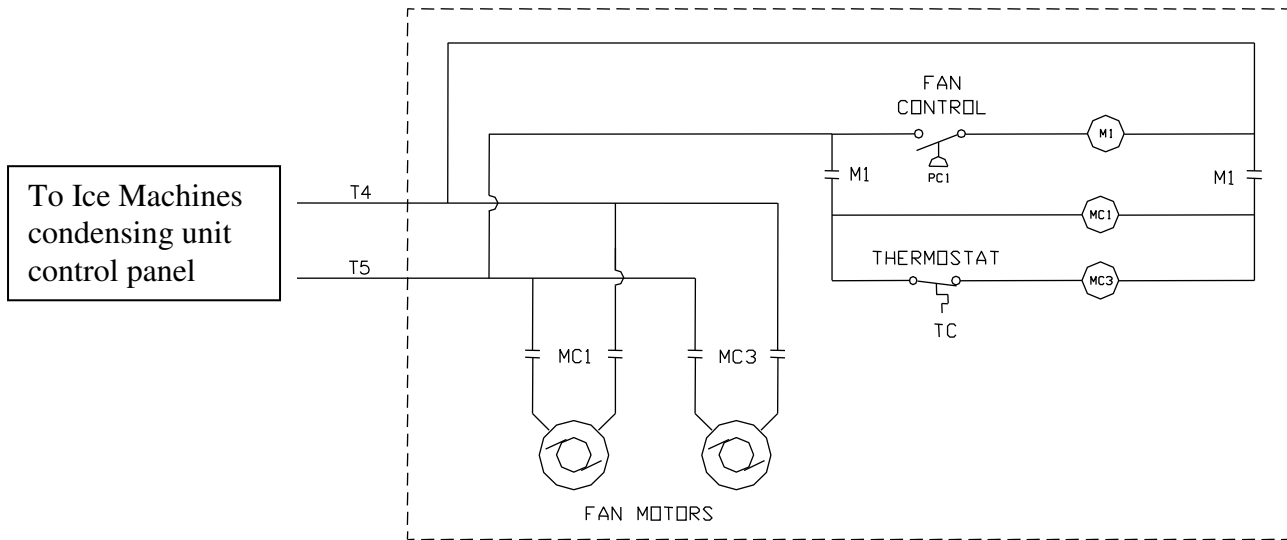 FAN
CONTROL
M1
PC1
To Ice Machines
condensing unit
control panel
T4
M1
M1
MC1
T5
THERMOSTAT
MC3
TC
MC1
MC3
FAN MOTORS